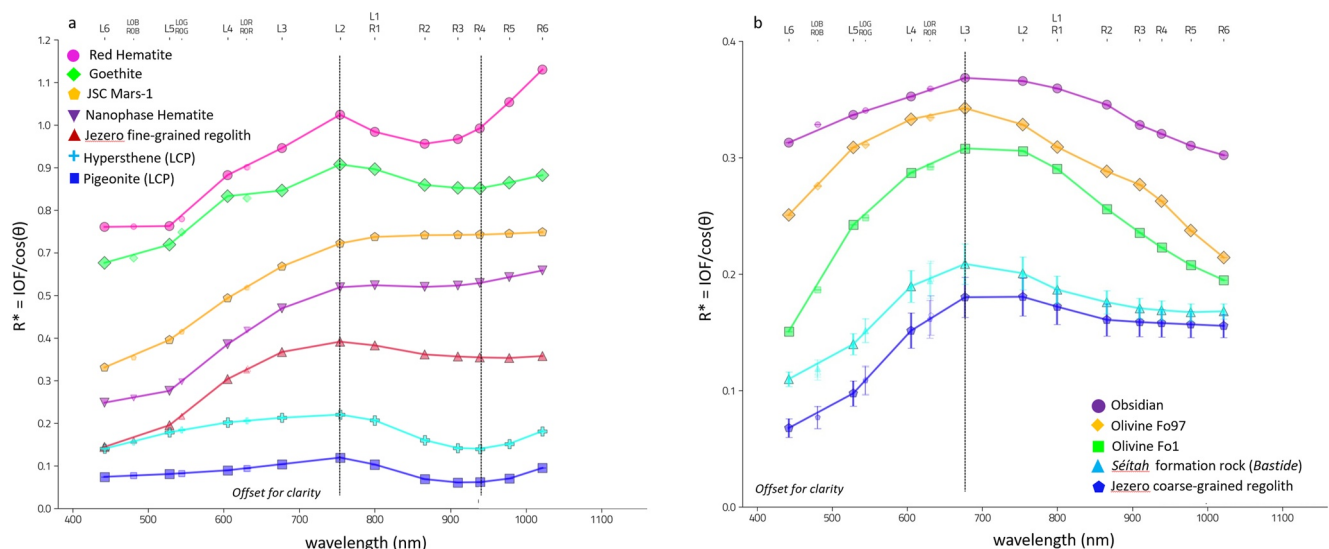 a
L6
L0B
R0B
L5
L0G
R0G
L4
L0R
R0R
L3
L2
L1
R1
R2
R3
R4
R5
R6
1.2
1.1
1.0
0.9
0.8
0.7
0.6
0.5
0.4
0.3
0.2
0.1
0.0
R* = IOF/cos(θ)
Red Hematite
Goethite
JSC Mars-1
Nanophase Hematite
Jezero fine-grained regolith
Hypersthene (LCP)
Pigeonite (LCP)
Offset for clarity
400 500 600 700 800 900 1000 1100
wavelength (nm)
b
L6
L0B
R0B
L5
L0G
R0G
L4
L0R
R0R
L3
L2
L1
R1
R2
R3
R4
R5
R6
0.4
0.3
0.2
0.1
0.0
R* = IOF/cos(θ)
Obsidian
Olivine Fo97
Olivine Fo1
Séítah formation rock (Bastide)
Jezero coarse-grained regolith
Offset for clarity
400 500 600 700 800 900 1000 1100
wavelength (nm)